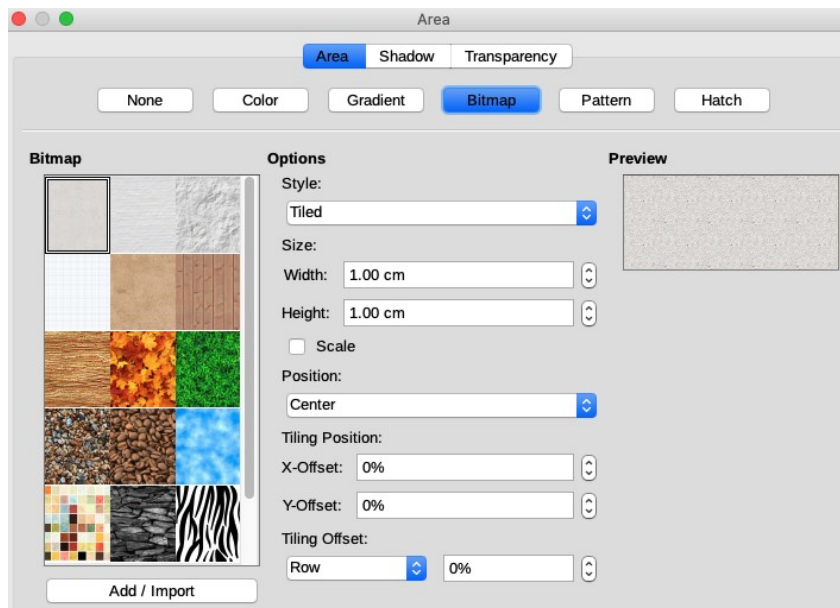 Area
Area Shadow Transparency
None Color Gradient Bitmap Pattern Hatch
Bitmap
Add / Import
Options
Style:
Tiled
Size:
Width: 1.00 cm
Height: 1.00 cm
Scale
Position:
Center
Tiling Position:
X-Offset: 0%
Y-Offset: 0%
Tiling Offset:
Row 0%
Preview